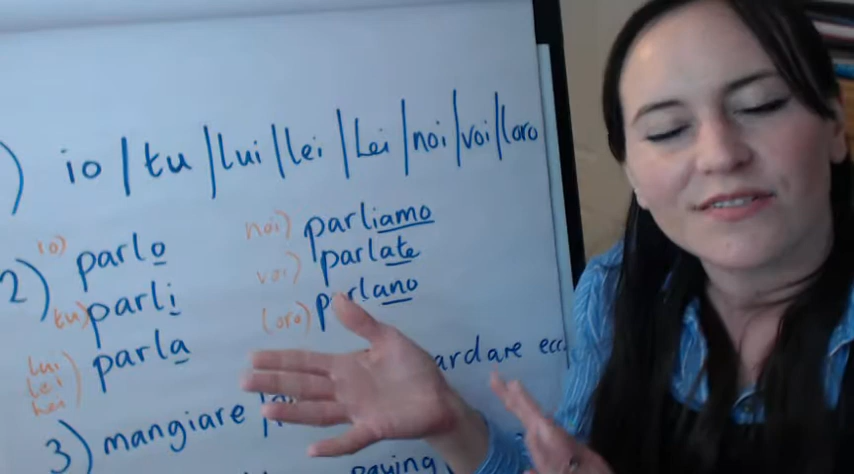 ) io | tu | lui | lei | Lei | noi | voi | loro
2) io) parlo
tu) parli
lui
lei
Lei) parla
noi) parliamo
voi) parlate
(loro) parlano
ardare ecc.
3) mangiare |
paying